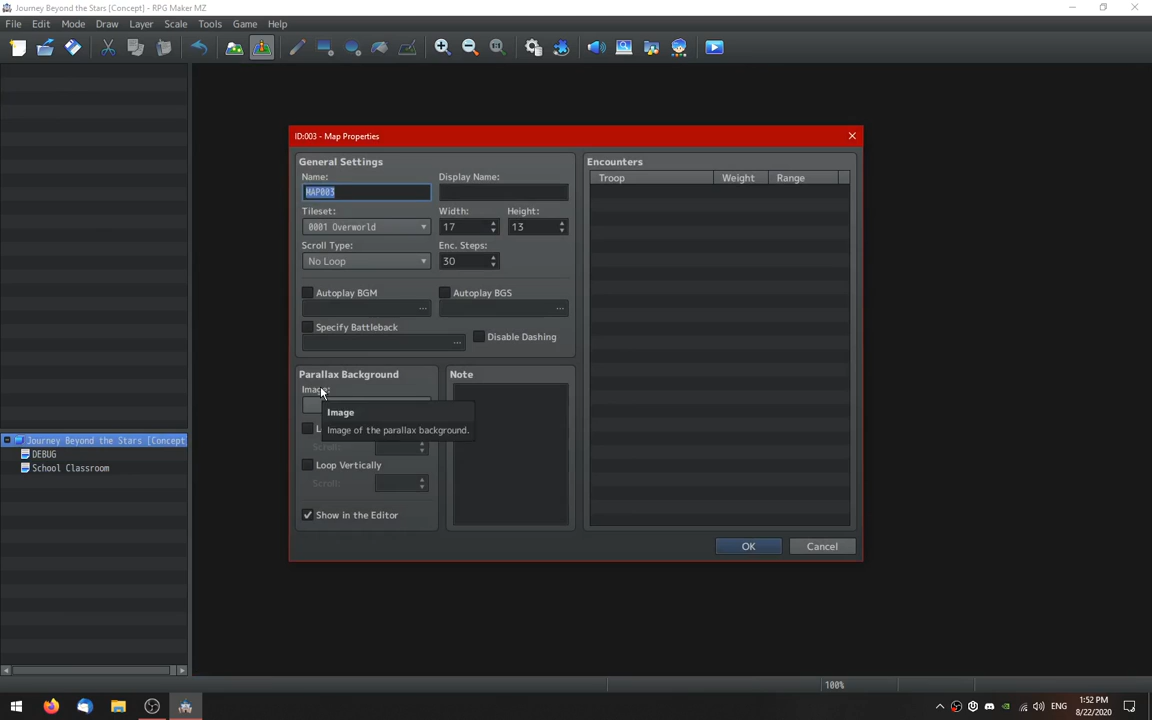 Journey Beyond the Stars [Concept] - RPG Maker MZ
File Edit Mode Draw Layer Scale Tools Game Help
ID:003 - Map Properties
General Settings
Name:
Display Name:
MAP003
Tileset:
Width:
Height:
0001 Overworld
17
13
Scroll Type:
Enc. Steps:
No Loop
30
Autoplay BGM
...
Autoplay BGS
...
Specify Battleback
...
Disable Dashing
Parallax Background
Image:
Image
Image of the parallax background.
L
Scroll:
Loop Vertically
Scroll:
Show in the Editor
Note
Encounters
Troop Weight Range
OK
Cancel
Journey Beyond the Stars [Concept
DEBUG
School Classroom
100%
ENG
1:52 PM
8/22/2020